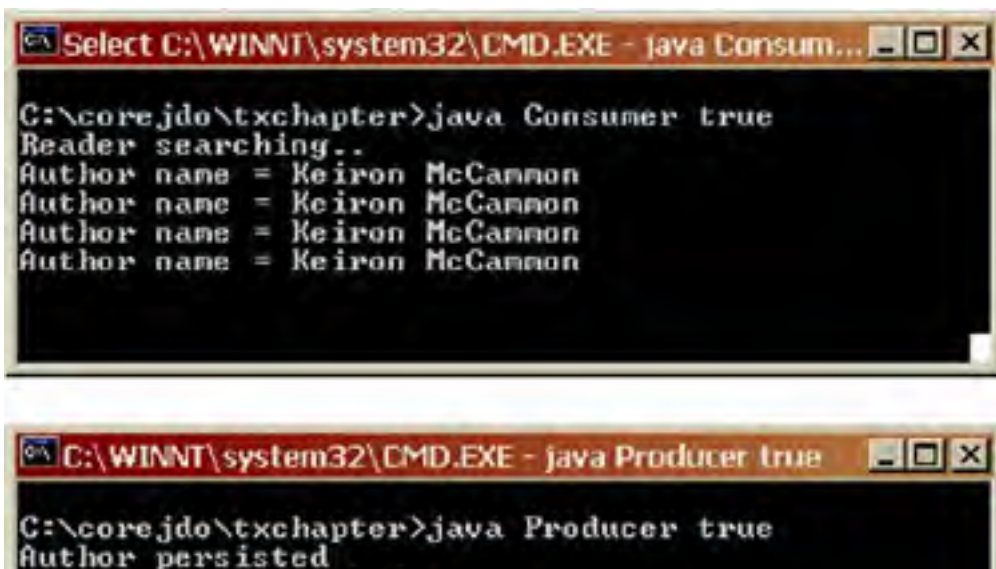 Select C:\WINNT\system32\CMD.EXE - java Consum...
C:\corejdo\txchapter>java Consumer true
Reader searching..
Author name = Keiron McCammon
Author name = Keiron McCammon
Author name = Keiron McCammon
Author name = Keiron McCammon
C:\WINNT\system32\CMD.EXE - java Producer true
C:\corejdo\txchapter>java Producer true
Author persisted